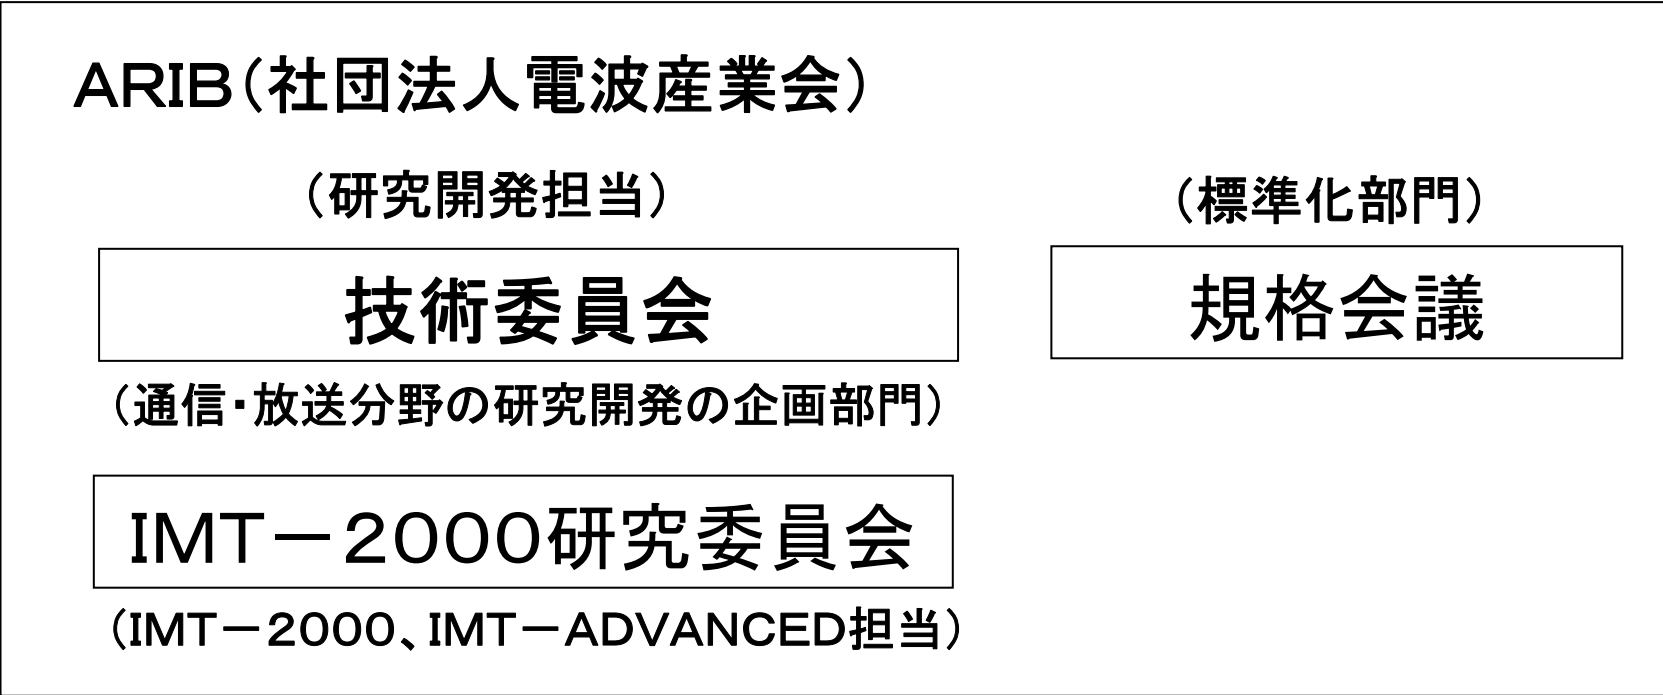 ARIB（社団法人電波産業会）
（研究開発担当）
（標準化部門）
技術委員会
規格会議
（通信・放送分野の研究開発の企画部門）
IMT－2000研究委員会
（IMT－2000、IMT－ADVANCED担当）